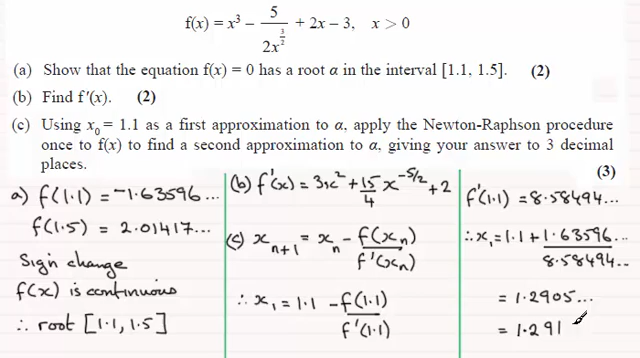 f(x) = x³ − 5/(2x^(3/2)) + 2x − 3, x > 0
(a) Show that the equation f(x) = 0 has a root α in the interval [1.1, 1.5]. (2)
(b) Find f′(x). (2)
(c) Using x₀ = 1.1 as a first approximation to α, apply the Newton-Raphson procedure
once to f(x) to find a second approximation to α, giving your answer to 3 decimal
places.
(3)
a) f(1.1) = −1.63596...
f(1.5) = 2.01417...
Sign change
f(x) is continuous
∴ root [1.1, 1.5]
(b) f′(x) = 3x² + 15/4 x^(−5/2) + 2
(c) xₙ₊₁ = xₙ − f(xₙ)/f′(xₙ)
∴ x₁ = 1.1 − f(1.1)/f′(1.1)
f′(1.1) = 8.58494...
∴ x₁ = 1.1 + 1.63596.../8.58494...
= 1.2905...
= 1.291